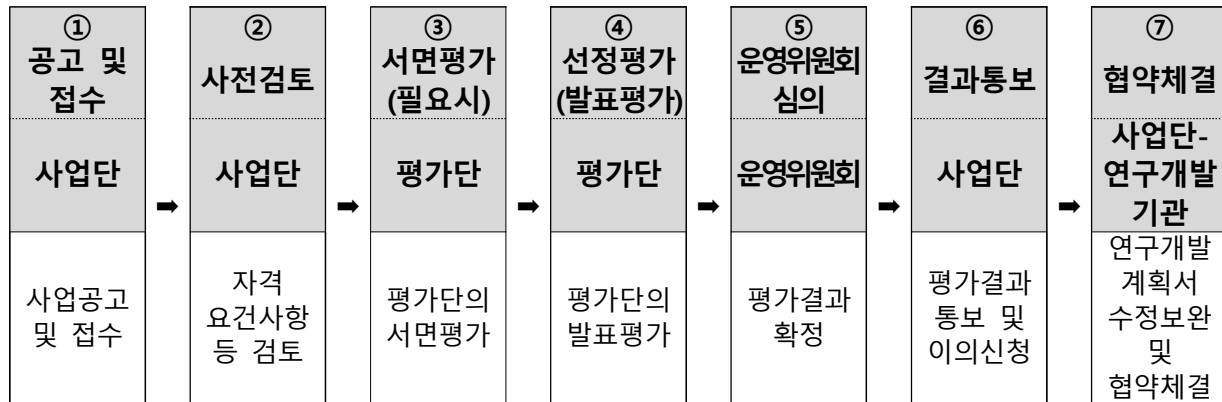 ①
공고 및
접수
사업단
사업공고
및 접수
➡
②
사전검토
사업단
자격
요건사항
등 검토
➡
③
서면평가
(필요시)
평가단
평가단의
서면평가
➡
④
선정평가
(발표평가)
평가단
평가단의
발표평가
➡
⑤
운영위원회
심의
운영위원회
평가결과
확정
➡
⑥
결과통보
사업단
평가결과
통보 및
이의신청
➡
⑦
협약체결
사업단-
연구개발
기관
연구개발
계획서
수정보완
및
협약체결